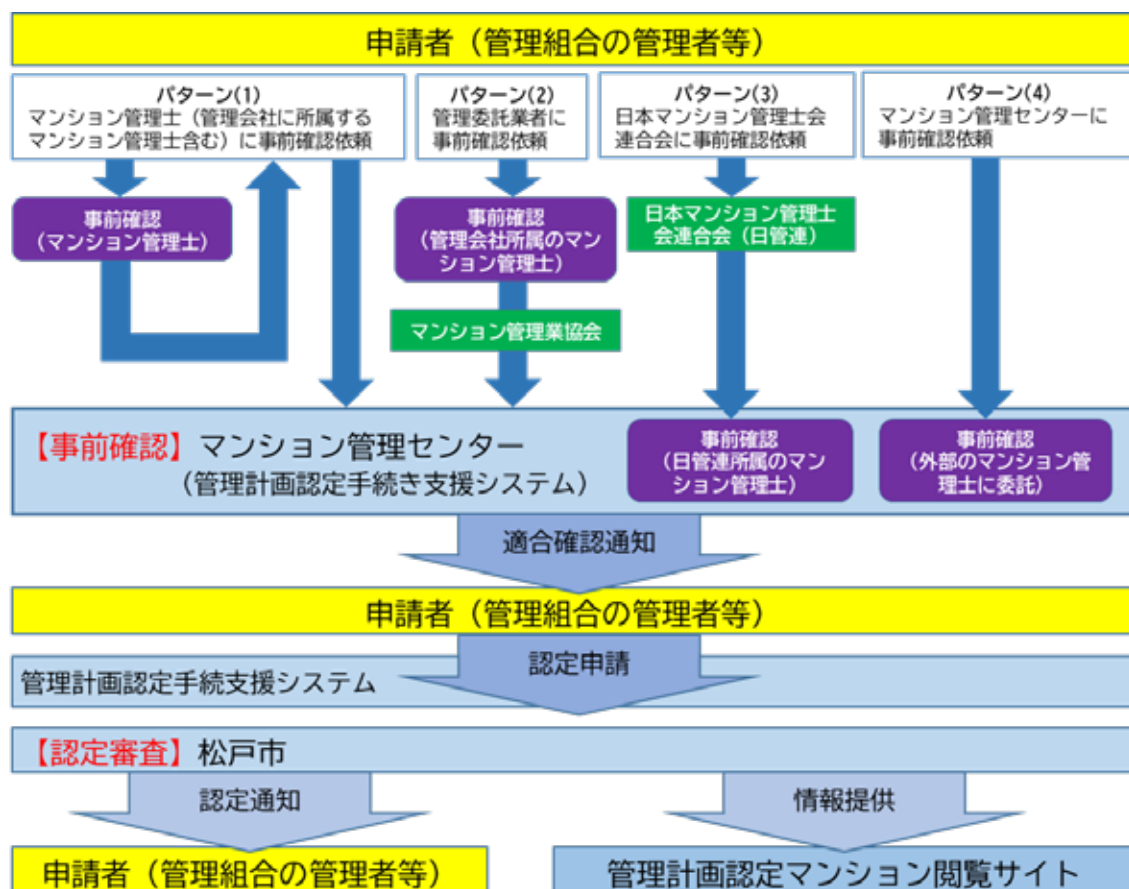 申請者（管理組合の管理者等）
パターン(1)
マンション管理士（管理会社に所属する
マンション管理士含む）に事前確認依頼
パターン(2)
管理委託業者に
事前確認依頼
パターン(3)
日本マンション管理士会
連合会に事前確認依頼
パターン(4)
マンション管理センターに
事前確認依頼
事前確認
（マンション管理士）
事前確認
（管理会社所属のマン
ション管理士）
日本マンション管理士
会連合会（日管連）
マンション管理業協会
【事前確認】マンション管理センター
（管理計画認定手続き支援システム）
事前確認
（日管連所属のマン
ション管理士）
事前確認
（外部のマンション管
理士に委託）
適合確認通知
申請者（管理組合の管理者等）
認定申請
管理計画認定手続支援システム
【認定審査】松戸市
認定通知
情報提供
申請者（管理組合の管理者等）
管理計画認定マンション閲覧サイト